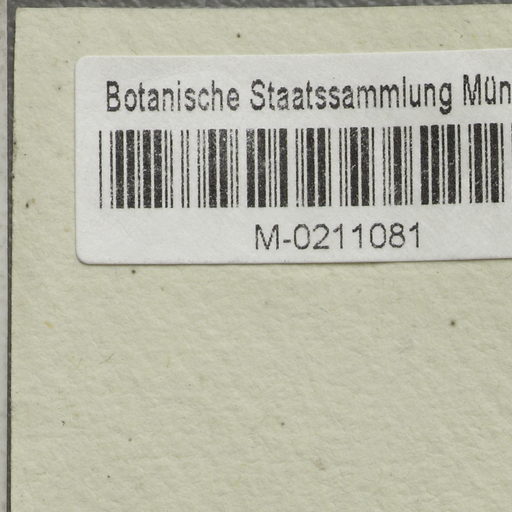 Botanische Staatssammlung Mün
M-0211081